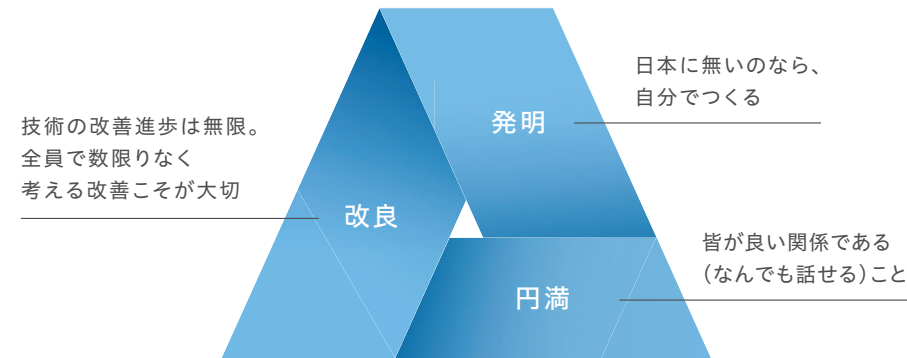 日本に無いのなら、
自分でつくる
発明
技術の改善進歩は無限。
全員で数限りなく
考える改善こそが大切
改良
皆が良い関係である
（なんでも話せる）こと
円満